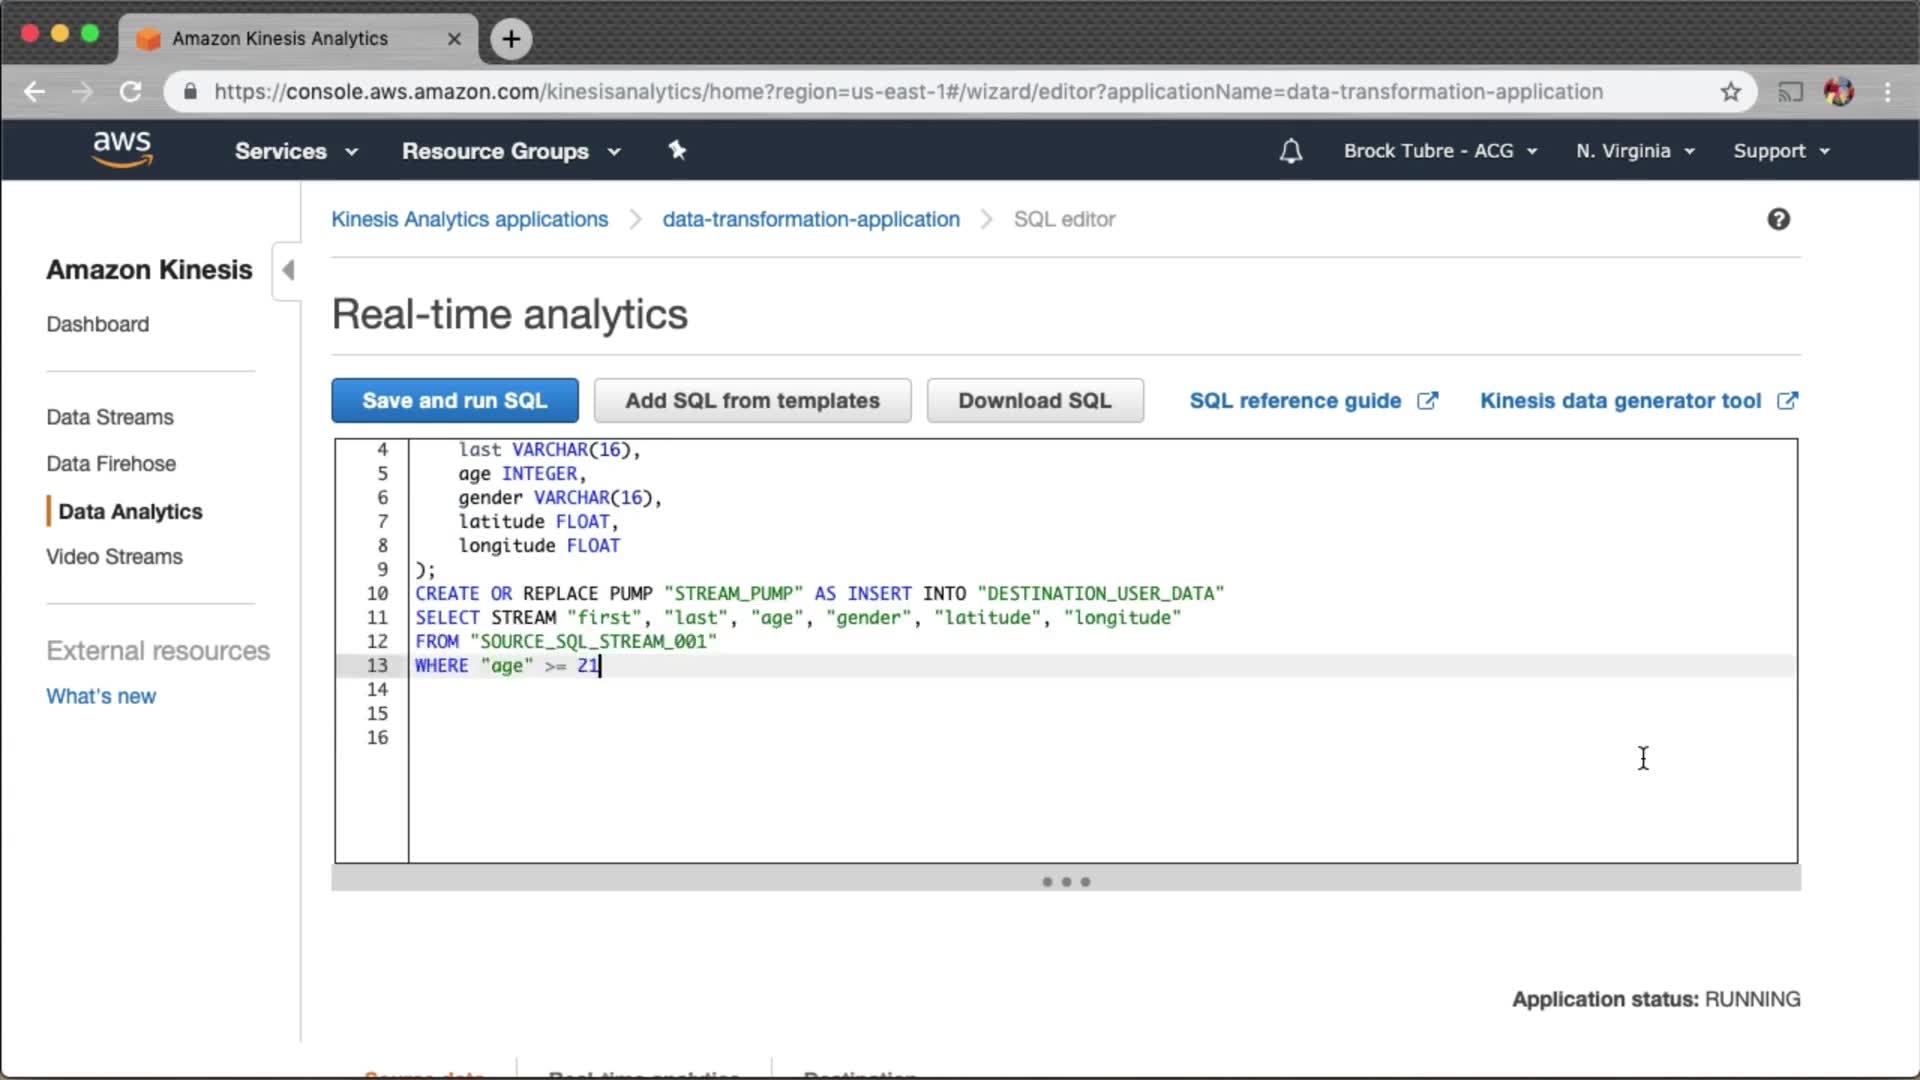 Amazon Kinesis Analytics
https://console.aws.amazon.com/kinesisanalytics/home?region=us-east-1#/wizard/editor?applicationName=data-transformation-application
aws Services Resource Groups Brock Tubre - ACG N. Virginia Support
Kinesis Analytics applications data-transformation-application SQL editor
Amazon Kinesis
Dashboard
Data Streams
Data Firehose
Data Analytics
Video Streams
External resources
What's new
Real-time analytics
Save and run SQL Add SQL from templates Download SQL SQL reference guide Kinesis data generator tool
4 last VARCHAR(16),
5 age INTEGER,
6 gender VARCHAR(16),
7 latitude FLOAT,
8 longitude FLOAT
9 );
10 CREATE OR REPLACE PUMP "STREAM_PUMP" AS INSERT INTO "DESTINATION_USER_DATA"
11 SELECT STREAM "first", "last", "age", "gender", "latitude", "longitude"
12 FROM "SOURCE_SQL_STREAM_001"
13 WHERE "age" >= 21
14
15
16
Application status: RUNNING
Source data Real-time analytics Destination